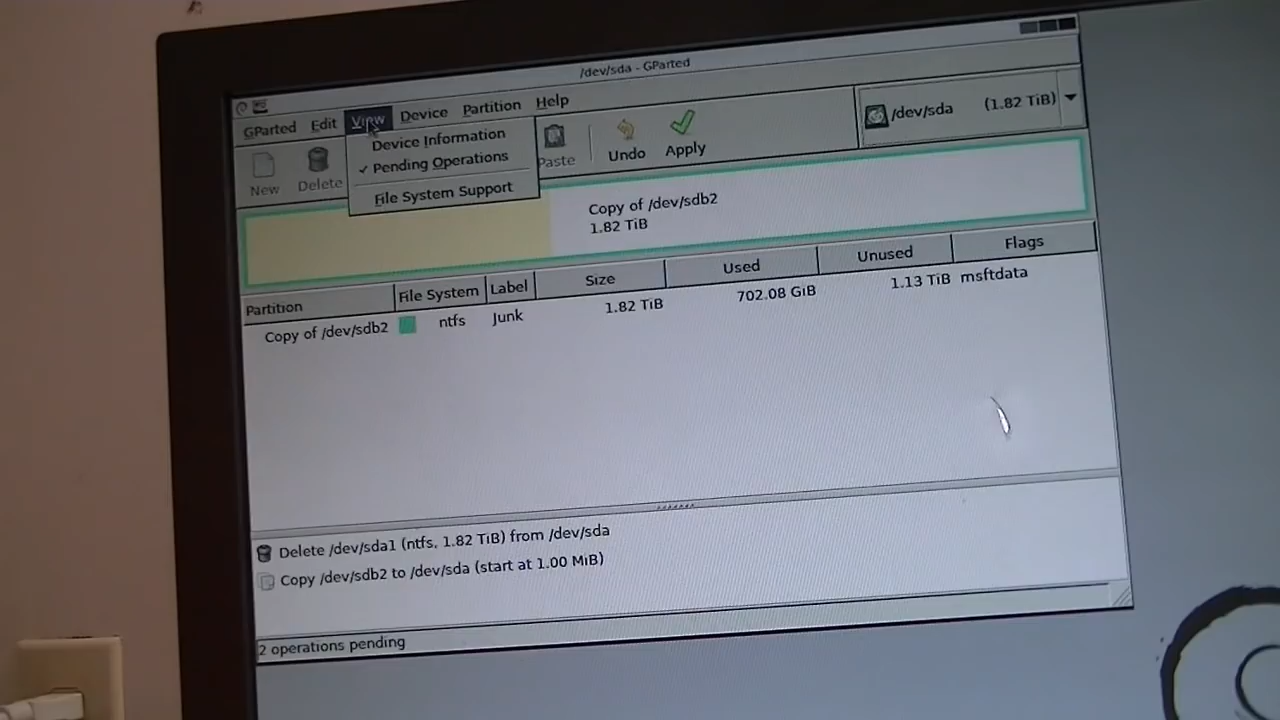 /dev/sda - GParted
GParted Edit View Device Partition Help
Device Information
✓ Pending Operations
File System Support
New Delete Paste Undo Apply
/dev/sda (1.82 TiB)
Copy of /dev/sdb2
1.82 TiB
Partition File System Label Size Used Unused Flags
Copy of /dev/sdb2 ntfs Junk 1.82 TiB 702.08 GiB 1.13 TiB msftdata
Delete /dev/sda1 (ntfs, 1.82 TiB) from /dev/sda
Copy /dev/sdb2 to /dev/sda (start at 1.00 MiB)
2 operations pending